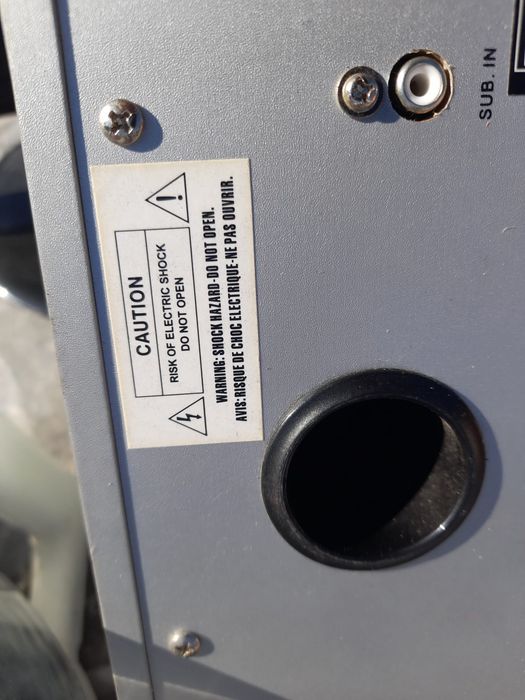 SUB. IN
CAUTION
RISK OF ELECTRIC SHOCK
DO NOT OPEN
WARNING: SHOCK HAZARD-DO NOT OPEN.
AVIS: RISQUE DE CHOC ELECTRIQUE-NE PAS OUVRIR.